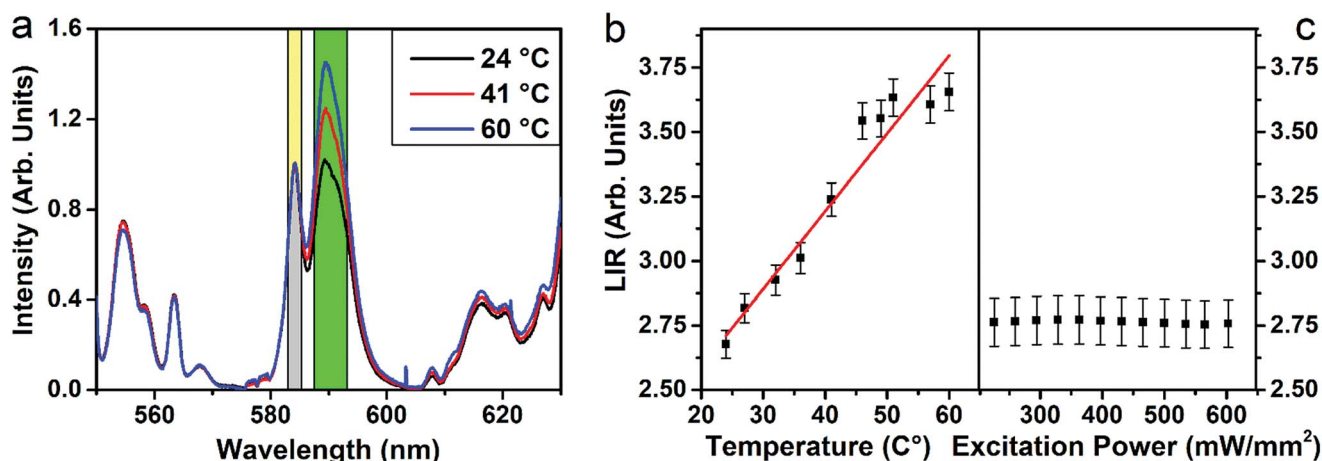 a
1.6
1.2
0.8
0.4
0.0
Intensity (Arb. Units)
24 °C
41 °C
60 °C
560 580 600 620
Wavelength (nm)
b
3.75
3.50
3.25
3.00
2.75
2.50
LIR (Arb. Units)
20 30 40 50 60
Temperature (C°)
c
3.75
3.50
3.25
3.00
2.75
2.50
300 400 500 600
Excitation Power (mW/mm²)